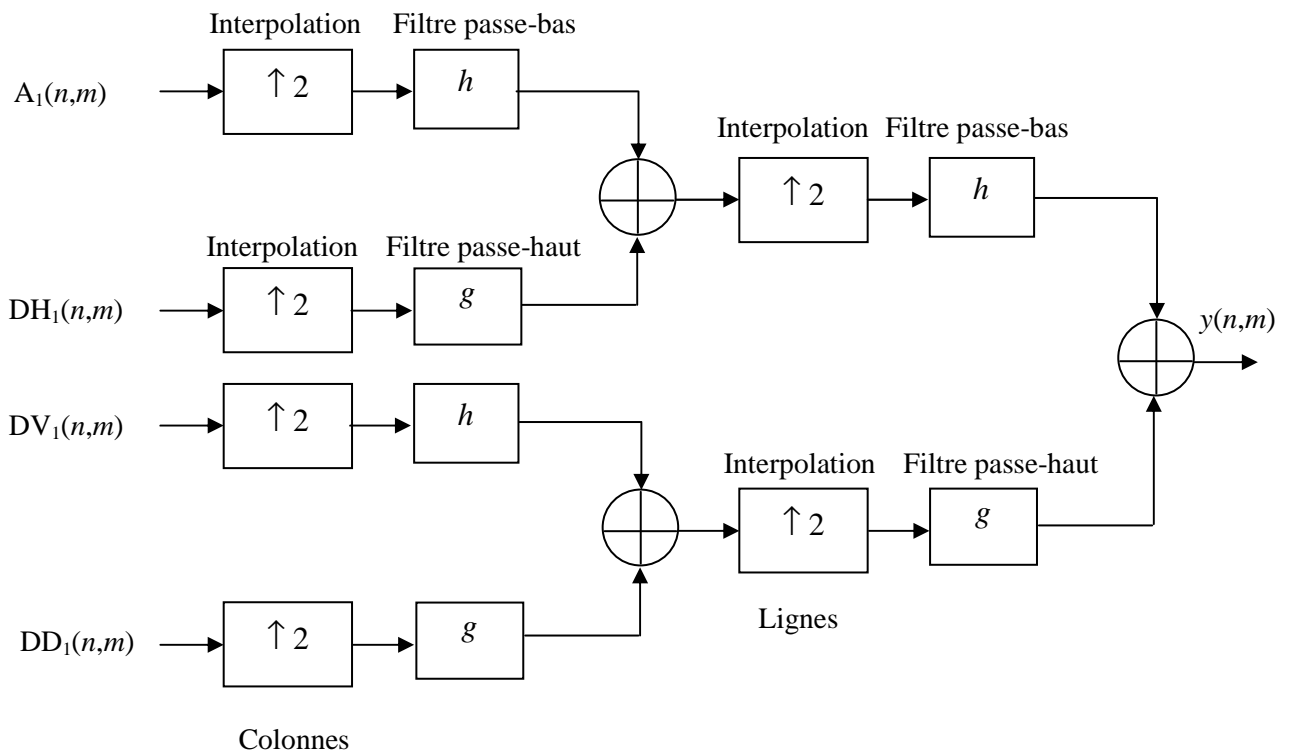 Interpolation Filtre passe-bas
A₁(n,m) ↑ 2 h
Interpolation Filtre passe-bas
↑ 2 h
Interpolation Filtre passe-haut
DH₁(n,m) ↑ 2 g
y(n,m)
DV₁(n,m) ↑ 2 h
Interpolation Filtre passe-haut
↑ 2 g
Lignes
DD₁(n,m) ↑ 2 g
Colonnes